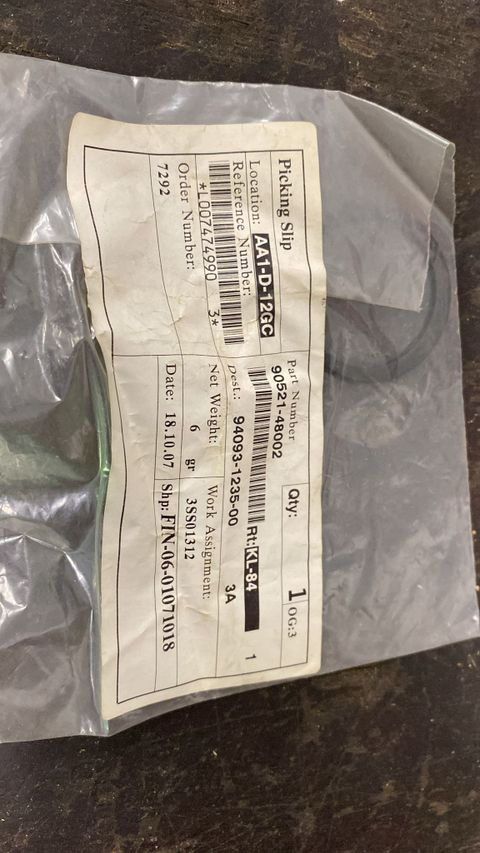 Picking Slip
Location: AA1-D-12GC
Reference Number:
*L007474990 3*
Order Number:
7292
Part Number
90521-48002
Qty: 1 OG:3
Rt: KL-84 1
Dest.: 94093-1235-00 3A
Net Weight: 6 gr
Work Assignment:
3SS01312
Date: 18.10.07 Shp: FIN-06-01071018